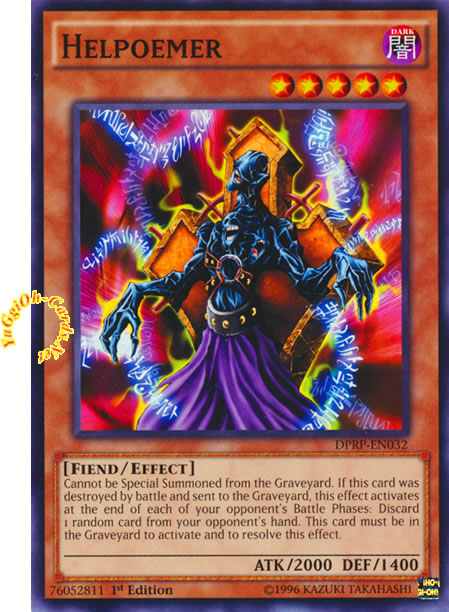 HELPOEMER
DARK
闇
YuGgiOh-Cards.Net
DPRP-EN032
[FIEND/EFFECT]
Cannot be Special Summoned from the Graveyard. If this card was
destroyed by battle and sent to the Graveyard, this effect activates
at the end of each of your opponent's Battle Phases: Discard
1 random card from your opponent's hand. This card must be
in the Graveyard to activate and to resolve this effect.
ATK/2000 DEF/1400
76052811 1st Edition ©1996 KAZUKI TAKAHASHI